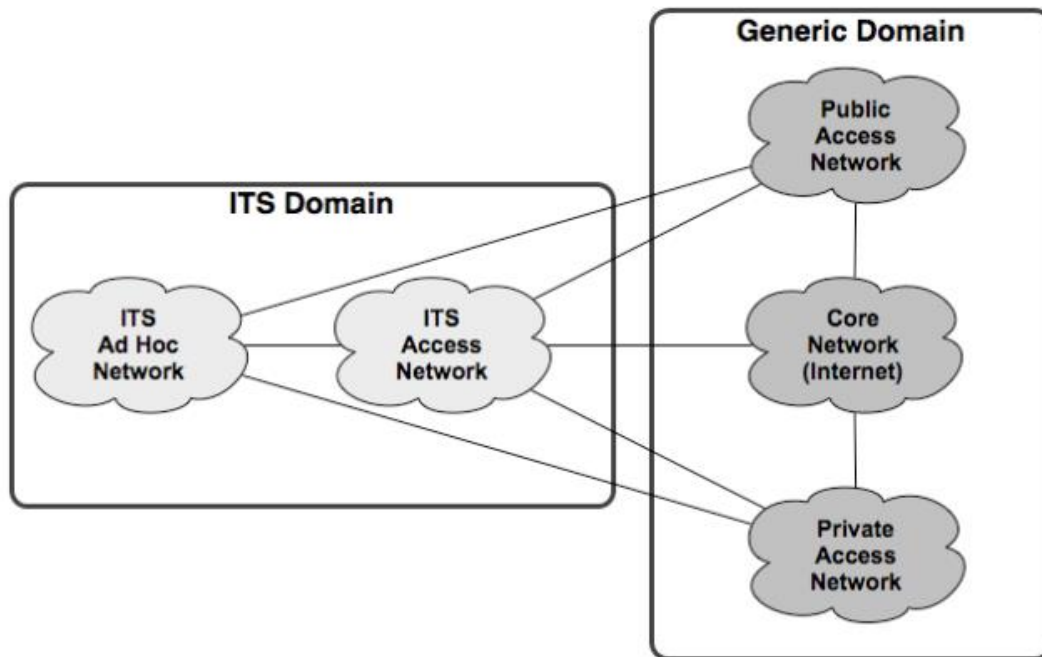 Generic Domain
Public
Access
Network
ITS Domain
ITS
Ad Hoc
Network
ITS
Access
Network
Core
Network
(Internet)
Private
Access
Network